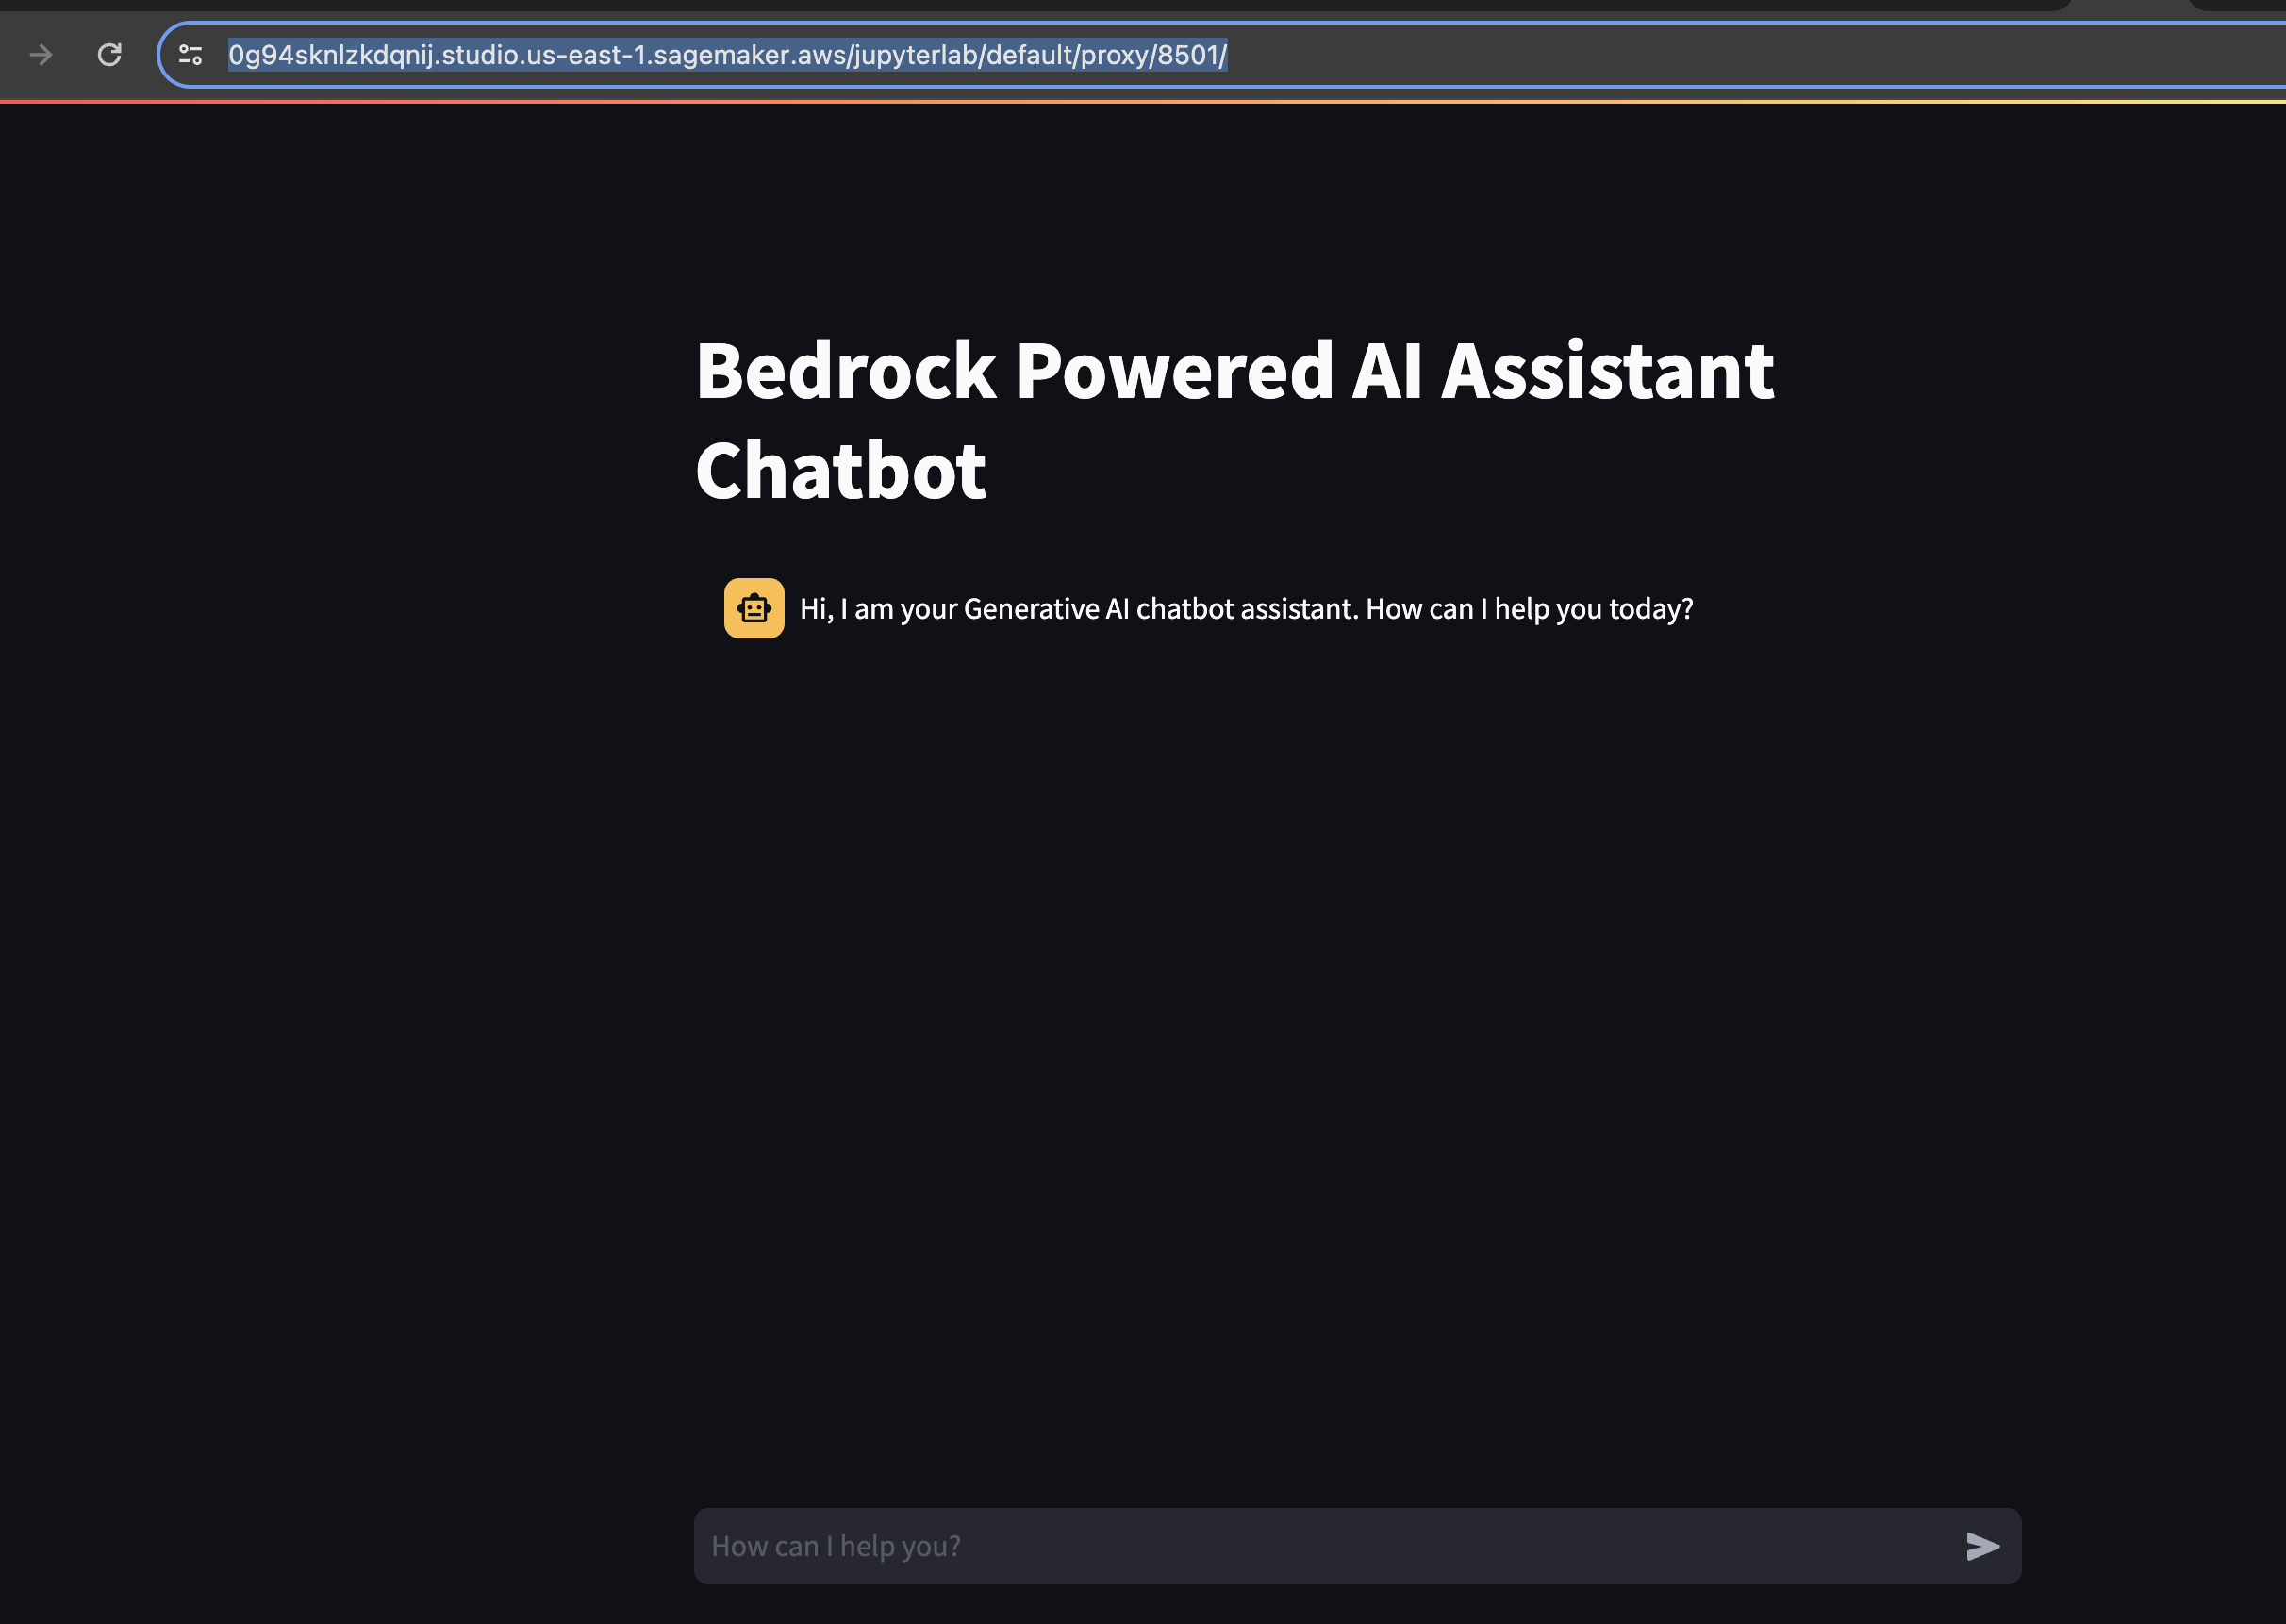 0g94sknlzkdqnij.studio.us-east-1.sagemaker.aws/jupyterlab/default/proxy/8501/
Bedrock Powered AI Assistant
Chatbot
Hi, I am your Generative AI chatbot assistant. How can I help you today?
How can I help you?